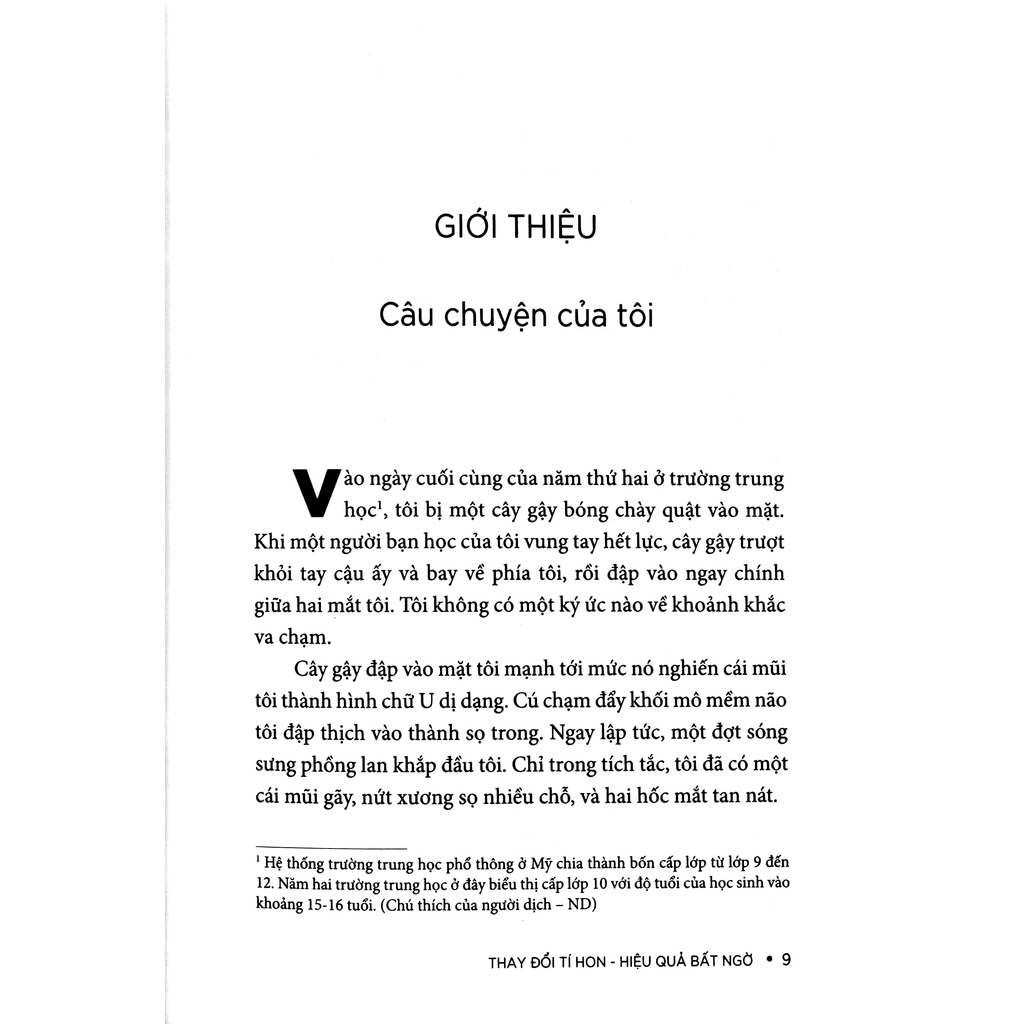 GIỚI THIỆU
Câu chuyện của tôi
Vào ngày cuối cùng của năm thứ hai ở trường trung
học¹, tôi bị một cây gậy bóng chày quật vào mặt.
Khi một người bạn học của tôi vung tay hết lực, cây gậy trượt
khỏi tay cậu ấy và bay về phía tôi, rồi đập vào ngay chính
giữa hai mắt tôi. Tôi không có một ký ức nào về khoảnh khắc
va chạm.
Cây gậy đập vào mặt tôi mạnh tới mức nó nghiến cái mũi
tôi thành hình chữ U dị dạng. Cú chạm đẩy khối mô mềm não
tôi đập thịch vào thành sọ trong. Ngay lập tức, một đợt sóng
sưng phồng lan khắp đầu tôi. Chỉ trong tích tắc, tôi đã có một
cái mũi gãy, nứt xương sọ nhiều chỗ, và hai hốc mắt tan nát.
¹ Hệ thống trường trung học phổ thông ở Mỹ chia thành bốn cấp lớp từ lớp 9 đến
12. Năm hai trường trung học ở đây biểu thị cấp lớp 10 với độ tuổi của học sinh vào
khoảng 15-16 tuổi. (Chú thích của người dịch – ND)
THAY ĐỔI TÍ HON - HIỆU QUẢ BẤT NGỜ • 9